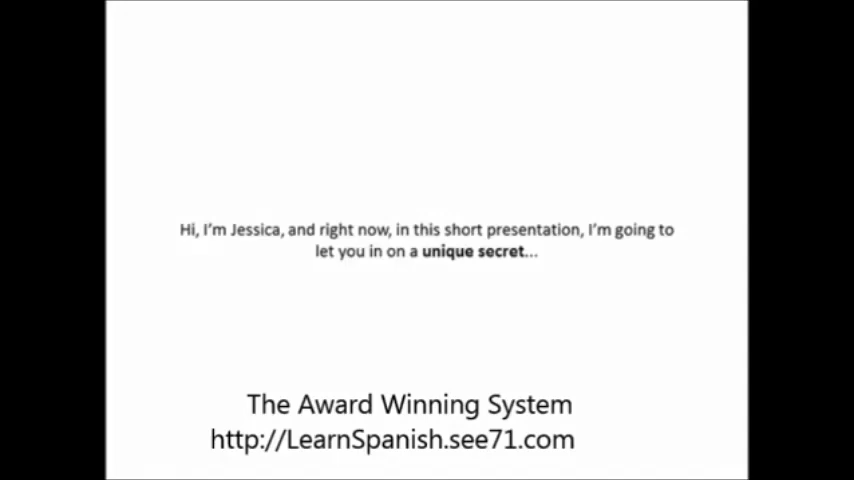 Hi, I'm Jessica, and right now, in this short presentation, I'm going to
let you in on a unique secret...
The Award Winning System
http://LearnSpanish.see71.com